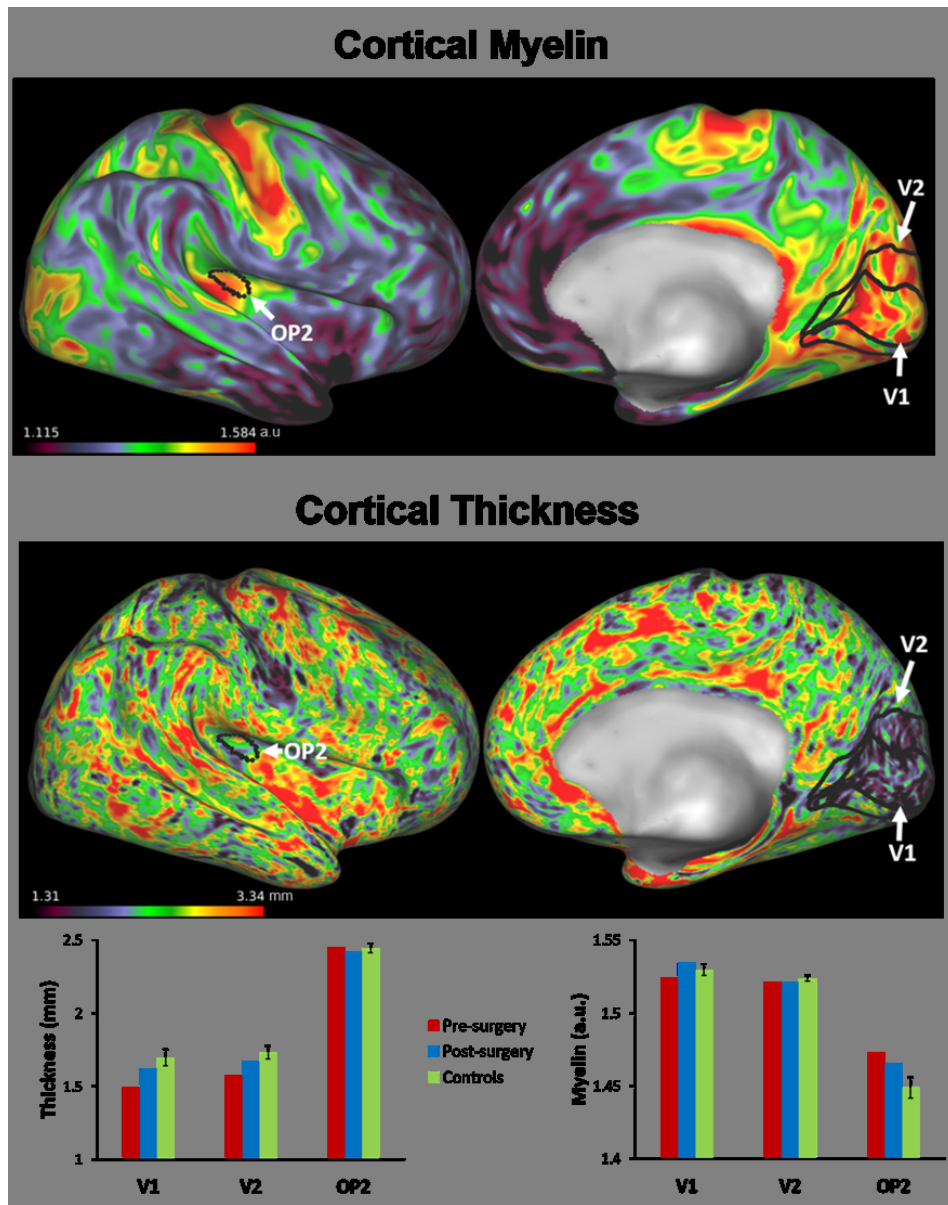 Cortical Myelin
V2
OP2
V1
1.115 1.584 a.u
Cortical Thickness
V2
OP2
V1
1.31 3.34 mm
2.5
2
1.5
1
Thickness (mm)
V1 V2 OP2
Pre-surgery
Post-surgery
Controls
1.55
1.5
1.45
1.4
Myelin (a.u.)
V1 V2 OP2